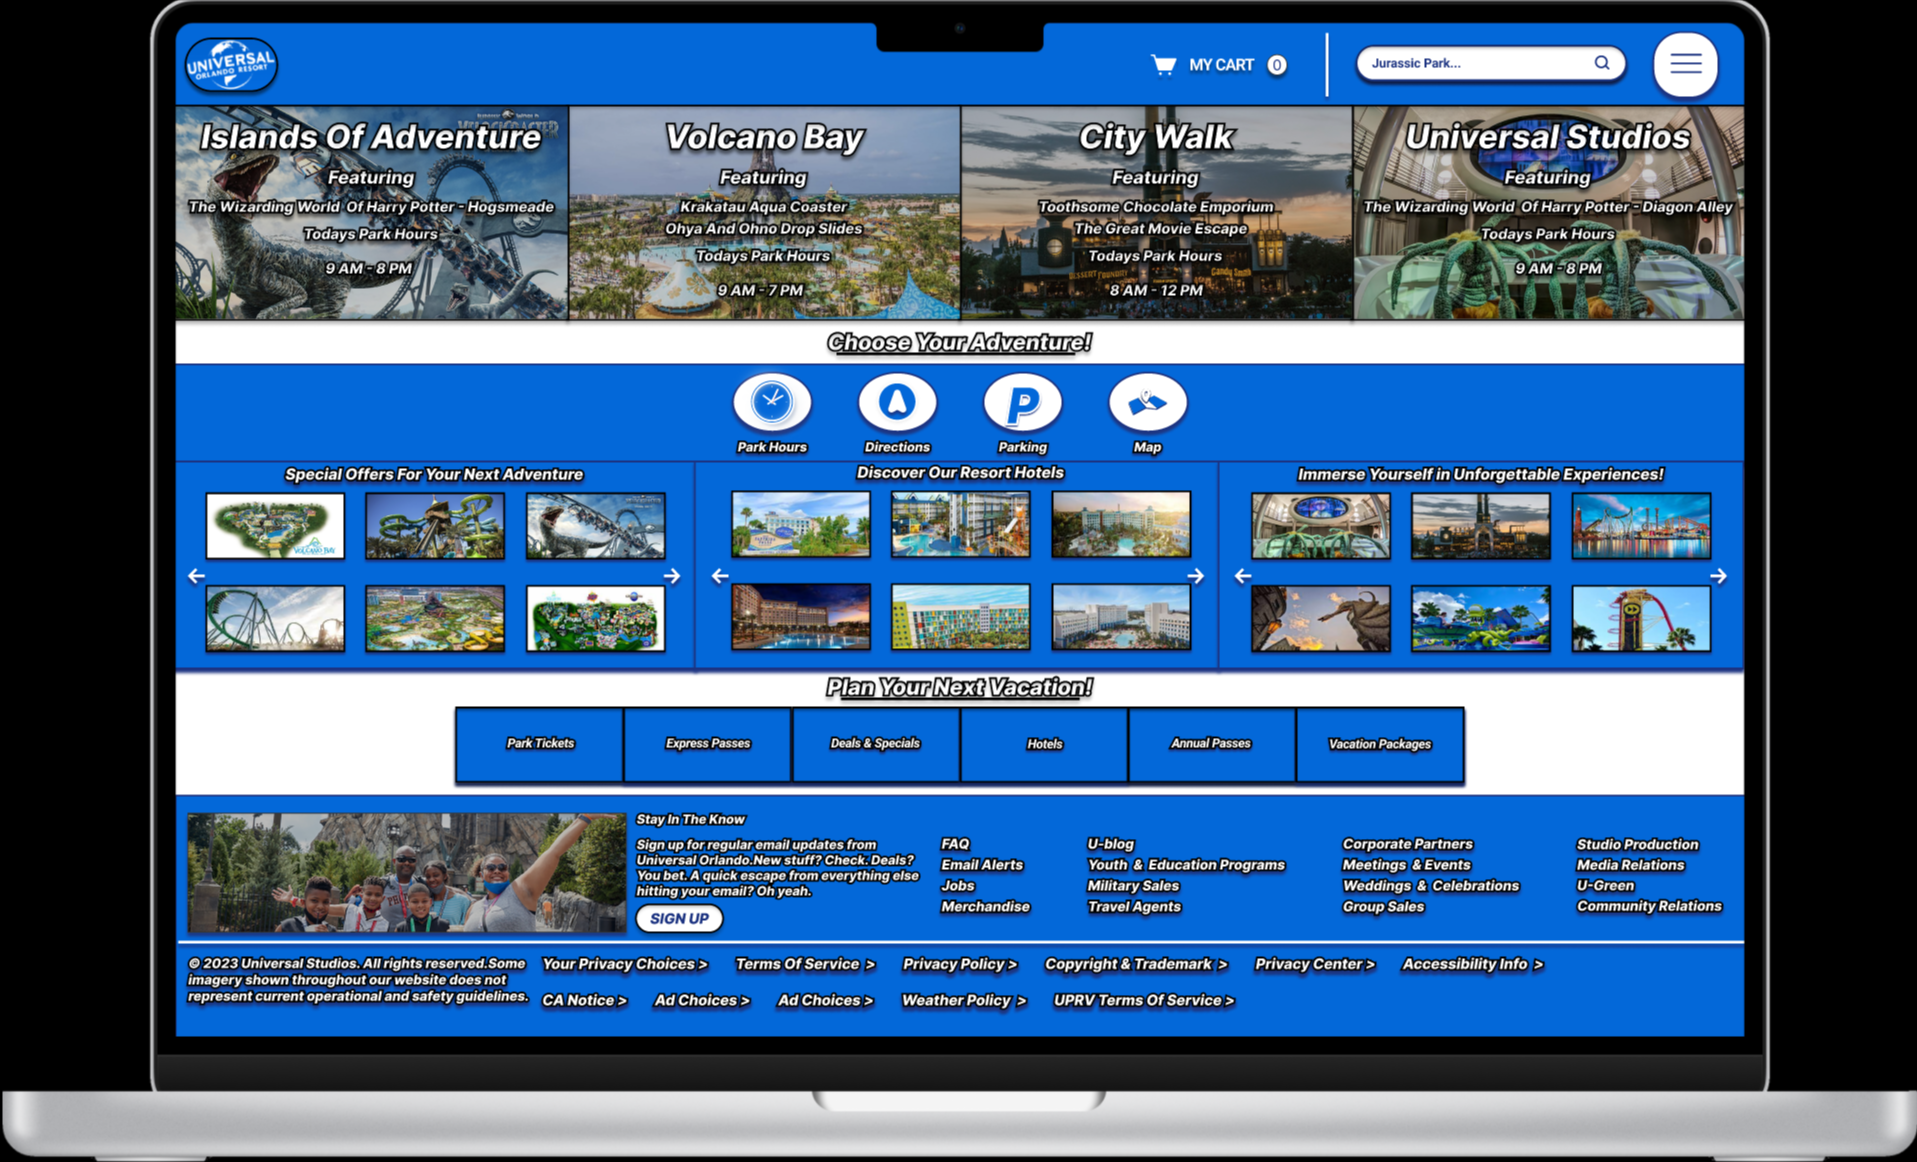 UNIVERSAL
ORLANDO RESORT
MY CART 0
Jurassic Park...
Islands Of Adventure
Featuring
The Wizarding World Of Harry Potter - Hogsmeade
Todays Park Hours
9 AM - 8 PM
Volcano Bay
Featuring
Krakatau Aqua Coaster
Ohya And Ohno Drop Slides
Todays Park Hours
9 AM - 7 PM
City Walk
Featuring
Toothsome Chocolate Emporium
The Great Movie Escape
Todays Park Hours
8 AM - 12 PM
DESSERT FOUNDRY
Universal Studios
Featuring
The Wizarding World Of Harry Potter - Diagon Alley
Todays Park Hours
9 AM - 8 PM
Choose Your Adventure!
P
Park Hours
Directions
Parking
Map
Special Offers For Your Next Adventure
VOLCANO BAY
Discover Our Resort Hotels
Immerse Yourself in Unforgettable Experiences!
Plan Your Next Vacation!
Park Tickets
Express Passes
Deals & Specials
Hotels
Annual Passes
Vacation Packages
Stay In The Know
Sign up for regular email updates from
Universal Orlando.New stuff? Check. Deals?
You bet. A quick escape from everything else
hitting your email? Oh yeah.
SIGN UP
FAQ
Email Alerts
Jobs
Merchandise
U-blog
Youth & Education Programs
Military Sales
Travel Agents
Corporate Partners
Meetings & Events
Weddings & Celebrations
Group Sales
Studio Production
Media Relations
U-Green
Community Relations
© 2023 Universal Studios. All rights reserved.Some
imagery shown throughout our website does not
represent current operational and safety guidelines.
Your Privacy Choices >
Terms Of Service >
Privacy Policy >
Copyright & Trademark >
Privacy Center >
Accessibility Info >
CA Notice >
Ad Choices >
Ad Choices >
Weather Policy >
UPRV Terms Of Service >